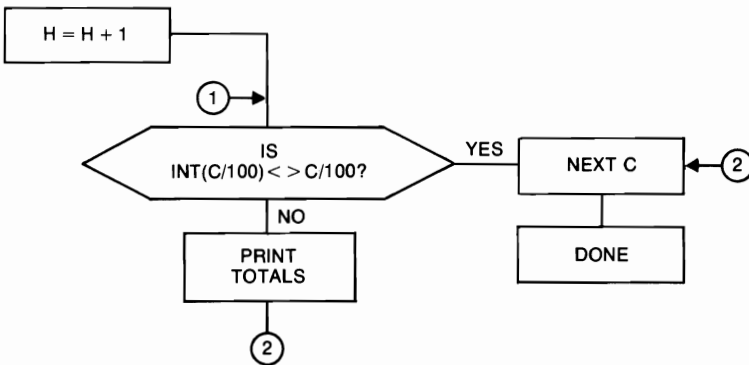 H = H + 1
1
IS
INT(C/100) < > C/100?
YES
NEXT C
2
NO
PRINT
TOTALS
DONE
2